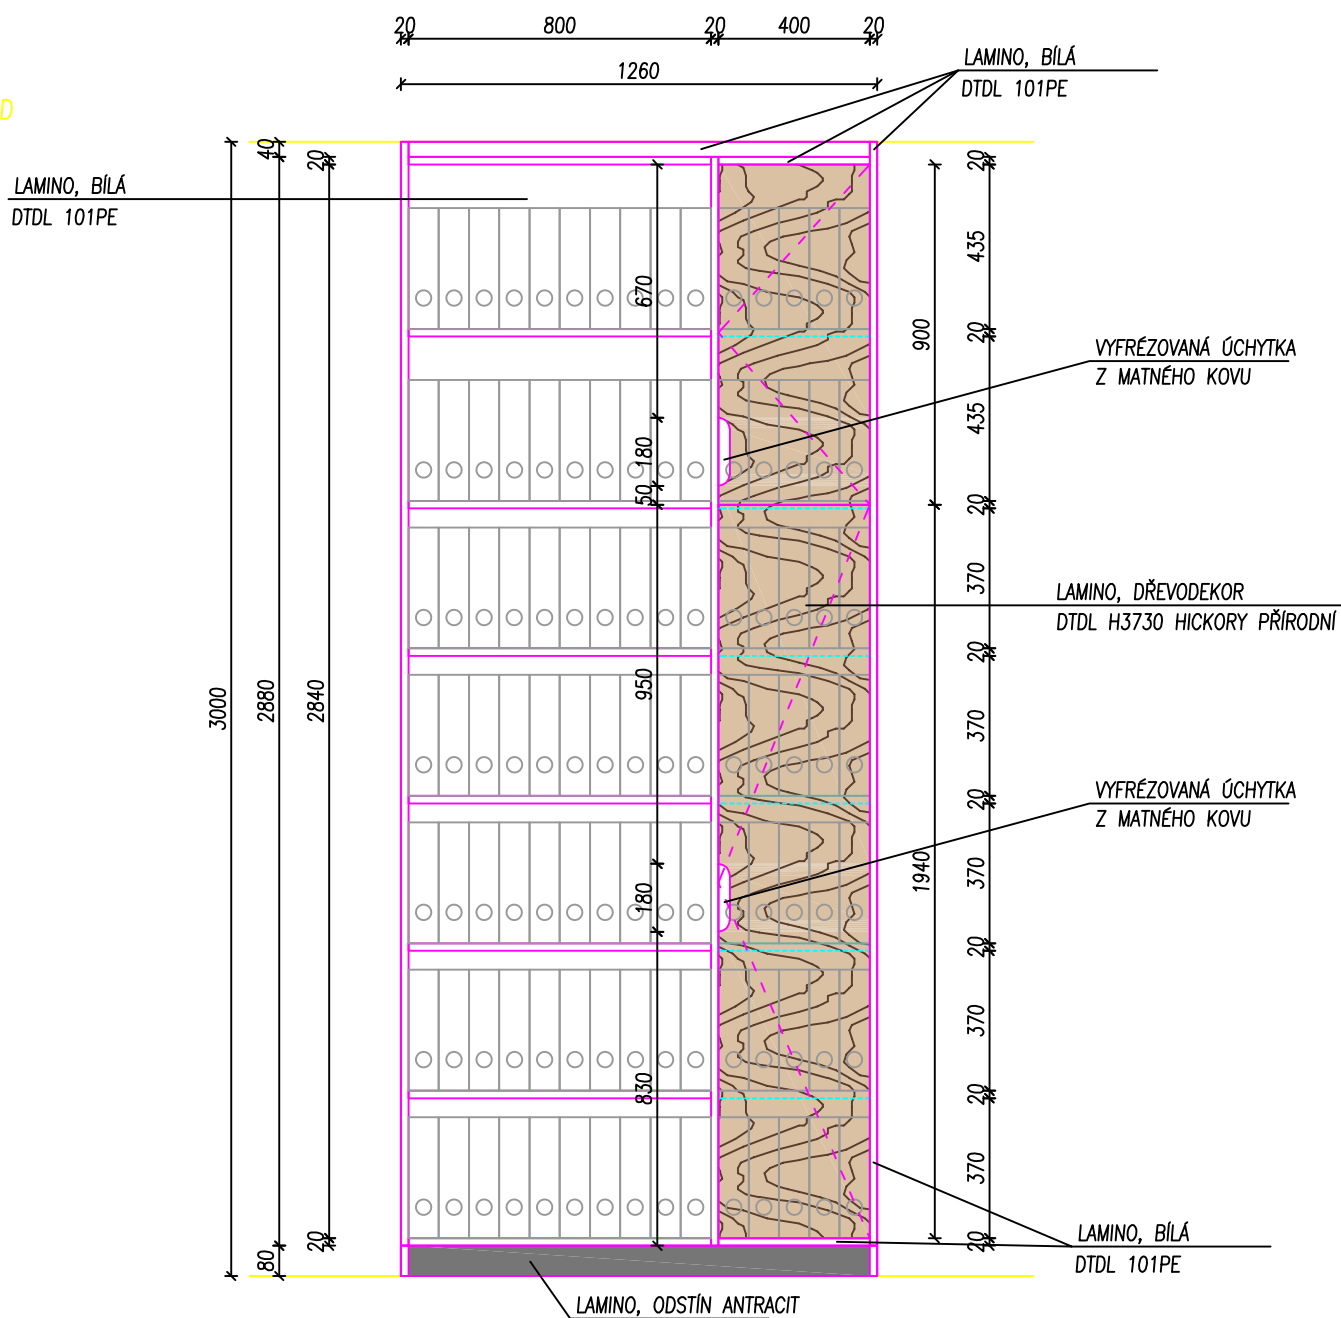 20
800
20
400
20
1260
LAMINO, BÍLÁ
DTDL 101PE
D
40
20
20
LAMINO, BÍLÁ
DTDL 101PE
435
670
900
20
VYFRÉZOVANÁ ÚCHYTKA
Z MATNÉHO KOVU
435
180
50
20
370
LAMINO, DŘEVODEKOR
DTDL H3730 HICKORY PŘÍRODNÍ
20
3000
2880
2840
950
370
20
VYFRÉZOVANÁ ÚCHYTKA
Z MATNÉHO KOVU
180
1940
370
20
370
830
20
370
80
20
20
LAMINO, BÍLÁ
DTDL 101PE
LAMINO, ODSTÍN ANTRACIT